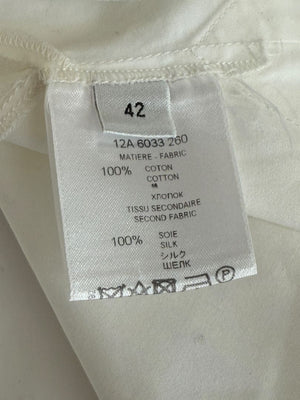 42
12A 6033 260
MATIERE - FABRIC
100% COTON
COTTON
хлопок
TISSU SECONDAIRE
SECOND FABRIC
100% SOIE
SILK
シルク
ШЕЛК
P